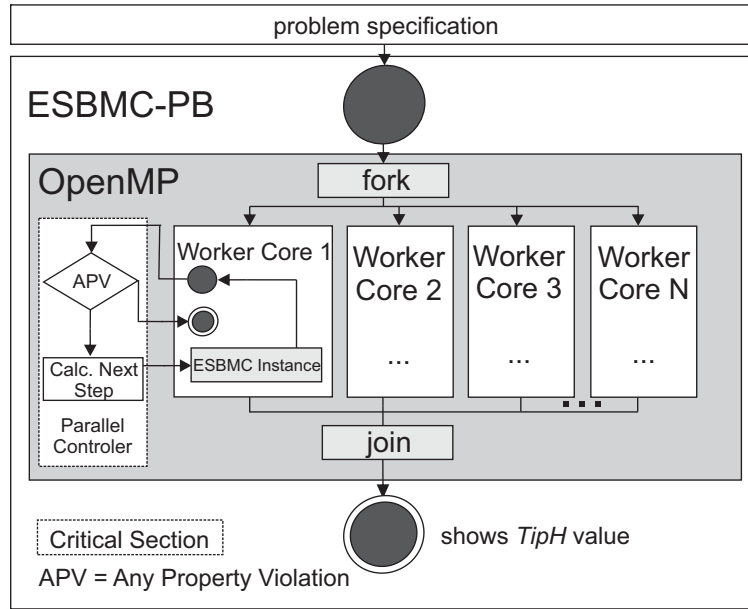 problem specification
ESBMC-PB
OpenMP
fork
APV
Calc. Next
Step
Parallel
Controler
Worker Core 1
ESBMC Instance
Worker
Core 2
...
Worker
Core 3
...
Worker
Core N
...
...
join
shows TipH value
Critical Section
APV = Any Property Violation